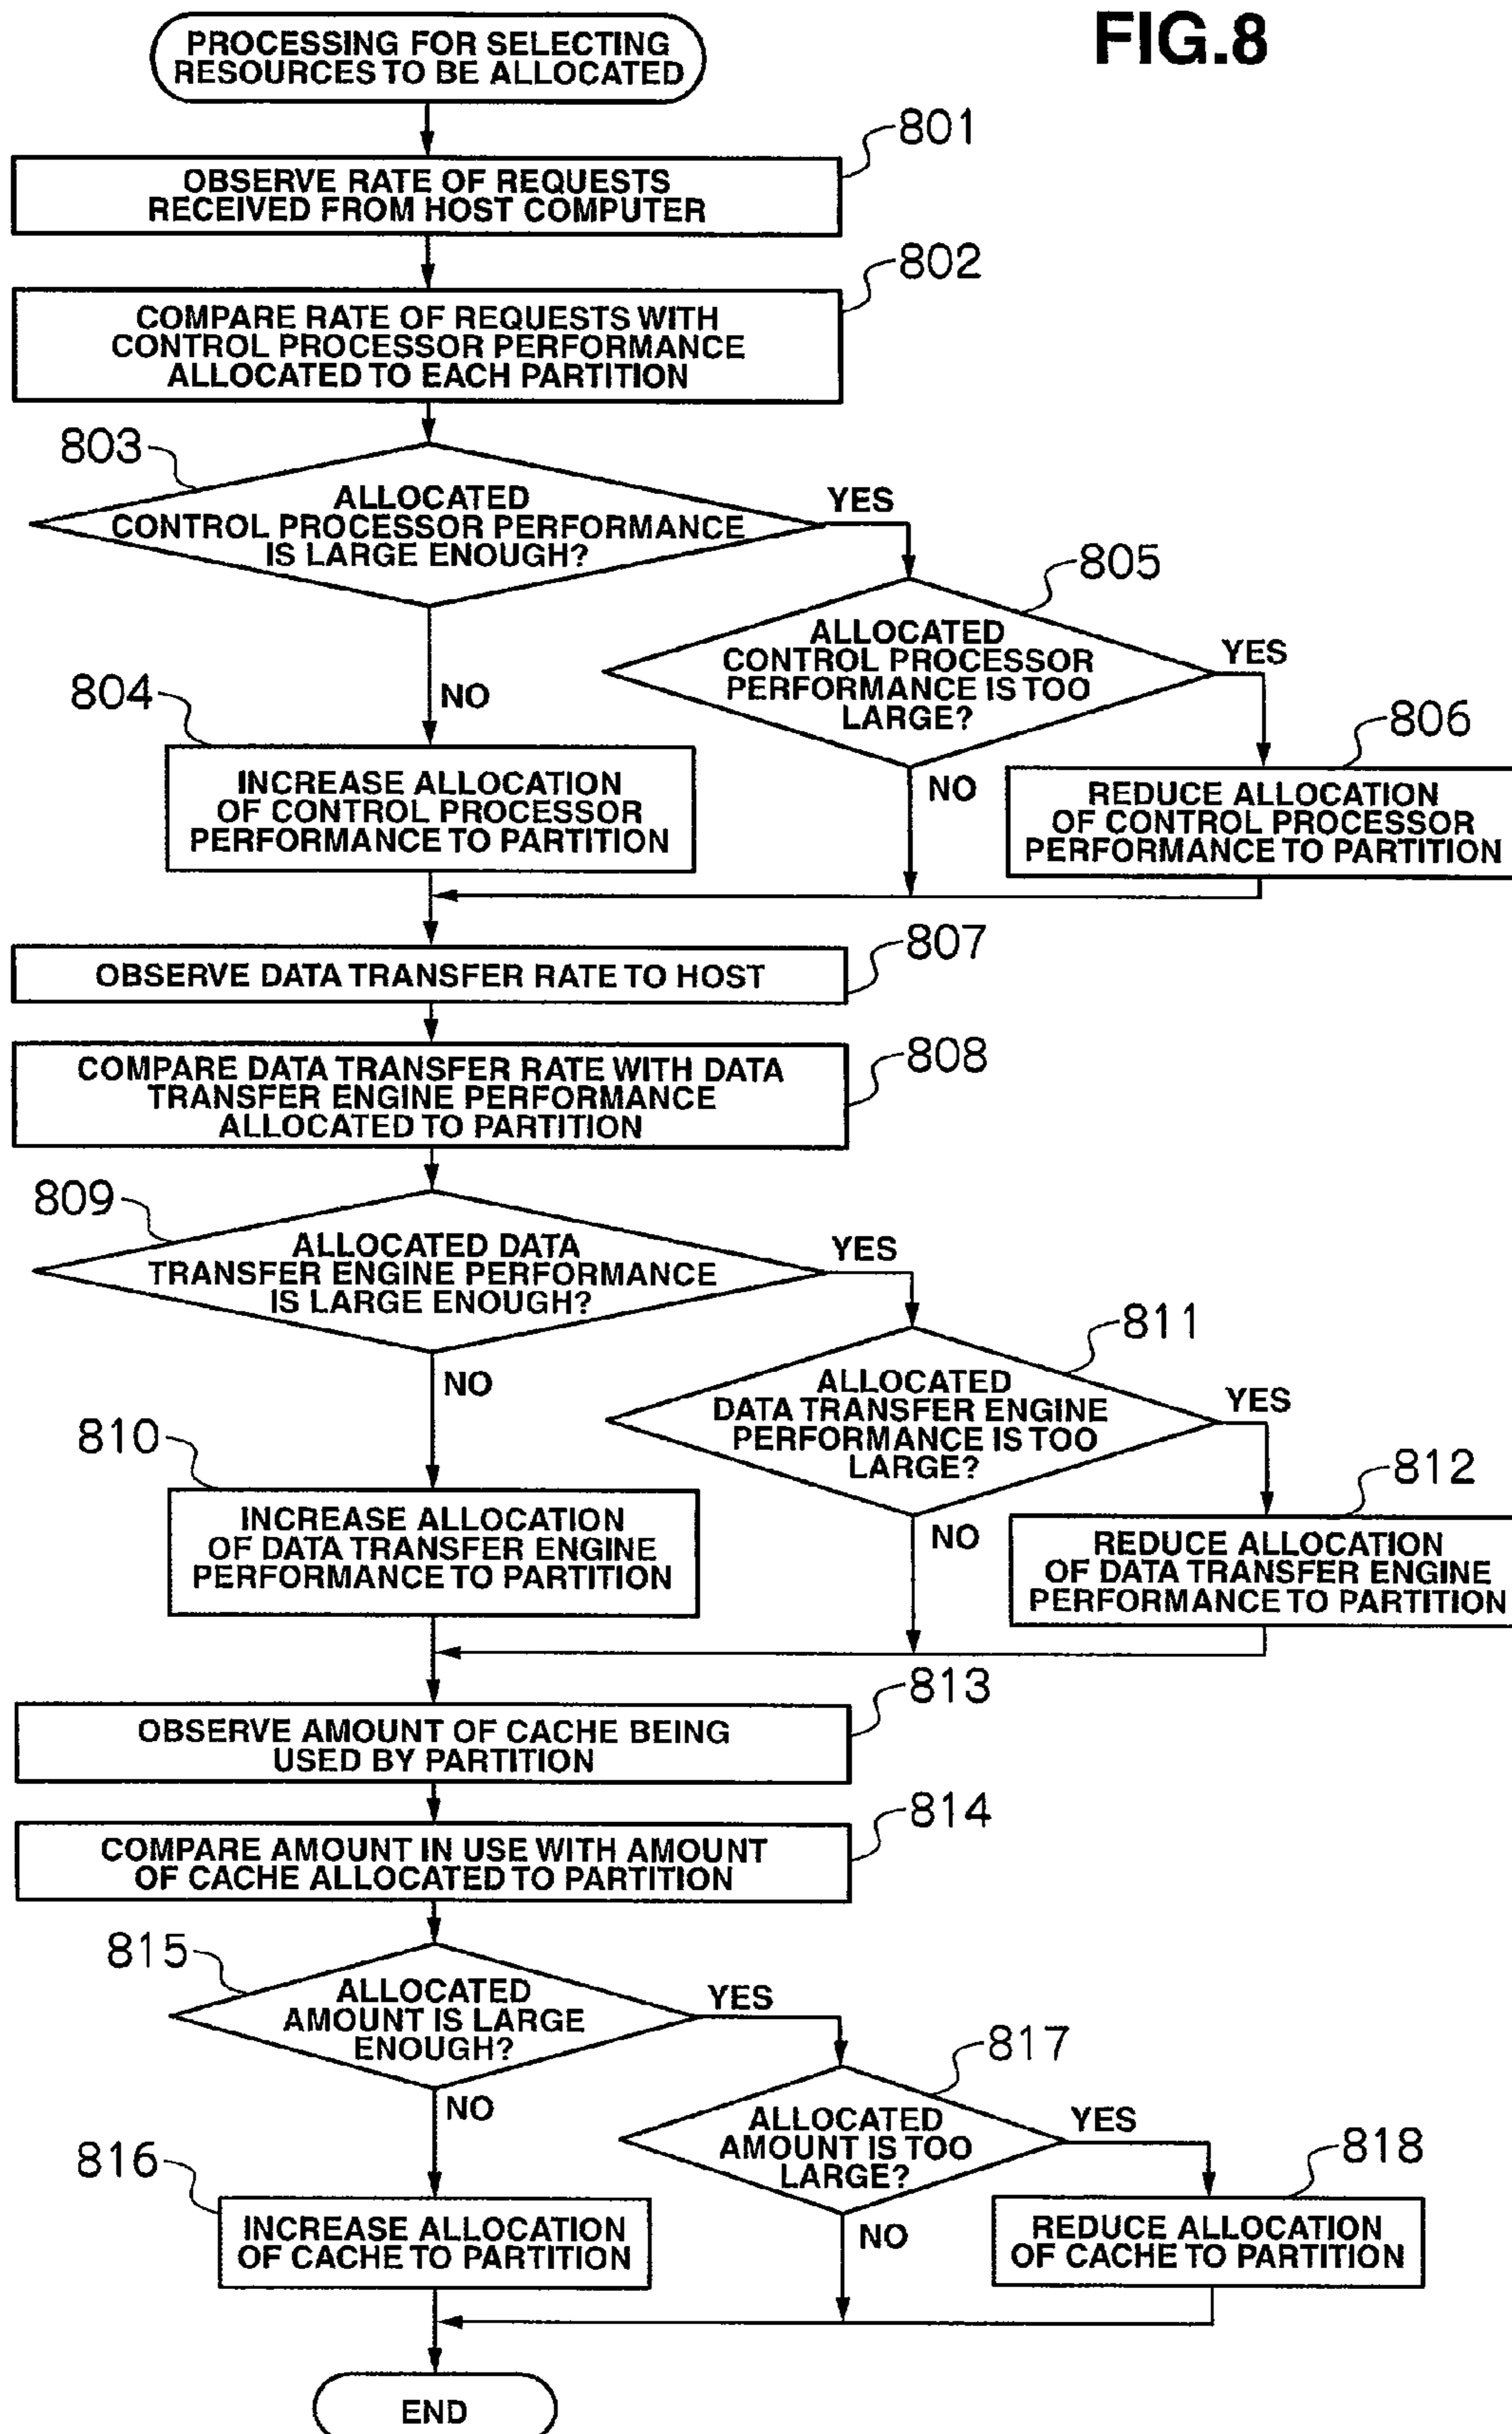 FIG.8
PROCESSING FOR SELECTING
RESOURCES TO BE ALLOCATED
801
OBSERVE RATE OF REQUESTS
RECEIVED FROM HOST COMPUTER
802
COMPARE RATE OF REQUESTS WITH
CONTROL PROCESSOR PERFORMANCE
ALLOCATED TO EACH PARTITION
803
ALLOCATED
CONTROL PROCESSOR PERFORMANCE
IS LARGE ENOUGH?
YES
NO
805
ALLOCATED
CONTROL PROCESSOR
PERFORMANCE IS TOO
LARGE?
YES
NO
804
INCREASE ALLOCATION
OF CONTROL PROCESSOR
PERFORMANCE TO PARTITION
806
REDUCE ALLOCATION
OF CONTROL PROCESSOR
PERFORMANCE TO PARTITION
807
OBSERVE DATA TRANSFER RATE TO HOST
808
COMPARE DATA TRANSFER RATE WITH DATA
TRANSFER ENGINE PERFORMANCE
ALLOCATED TO PARTITION
809
ALLOCATED DATA
TRANSFER ENGINE PERFORMANCE
IS LARGE ENOUGH?
YES
NO
811
ALLOCATED
DATA TRANSFER ENGINE
PERFORMANCE IS TOO
LARGE?
YES
NO
810
INCREASE ALLOCATION
OF DATA TRANSFER ENGINE
PERFORMANCE TO PARTITION
812
REDUCE ALLOCATION
OF DATA TRANSFER ENGINE
PERFORMANCE TO PARTITION
813
OBSERVE AMOUNT OF CACHE BEING
USED BY PARTITION
814
COMPARE AMOUNT IN USE WITH AMOUNT
OF CACHE ALLOCATED TO PARTITION
815
ALLOCATED
AMOUNT IS LARGE
ENOUGH?
YES
NO
817
ALLOCATED
AMOUNT IS TOO
LARGE?
YES
NO
816
INCREASE ALLOCATION
OF CACHE TO PARTITION
818
REDUCE ALLOCATION
OF CACHE TO PARTITION
END